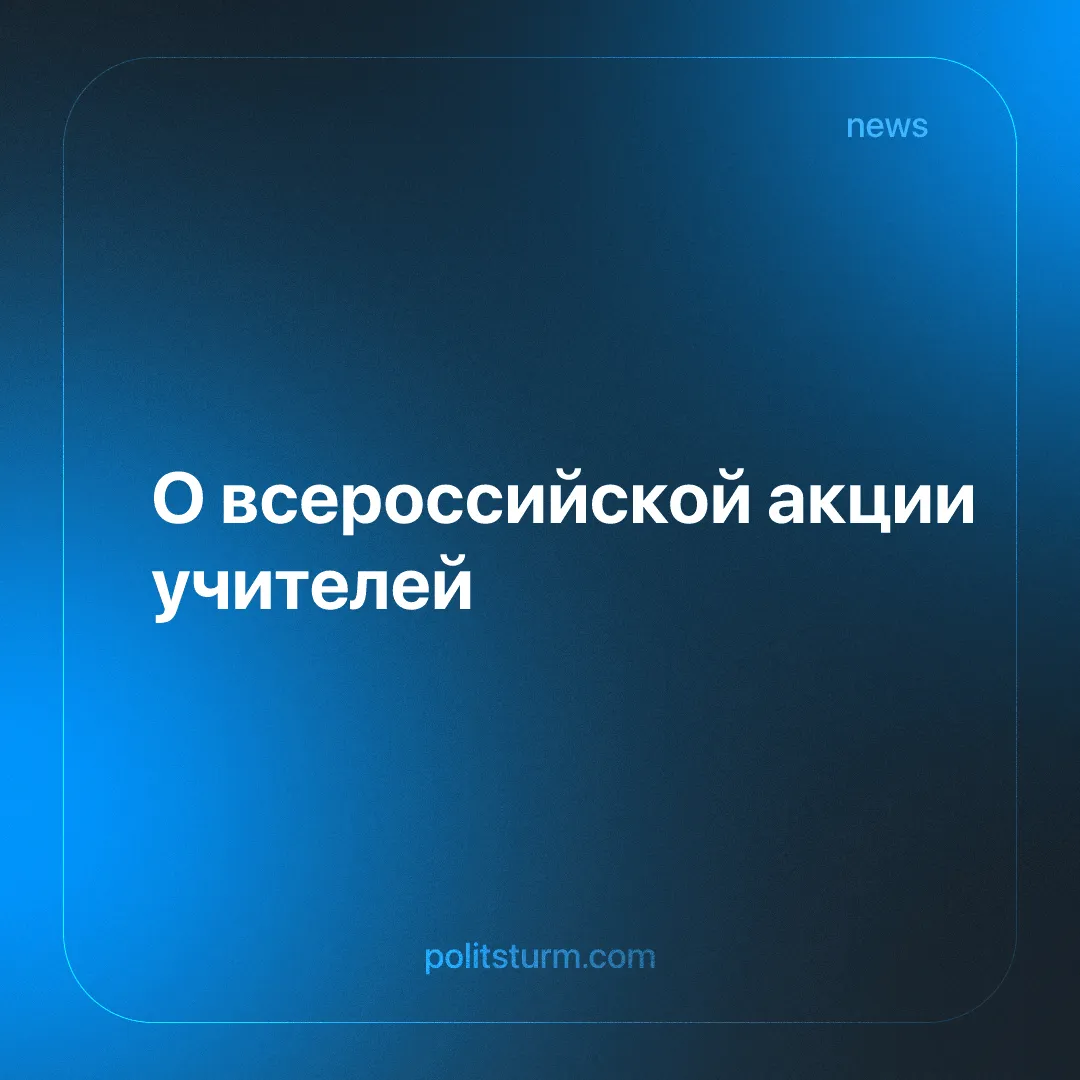 news
О всероссийской акции
учителей
politsturm.com